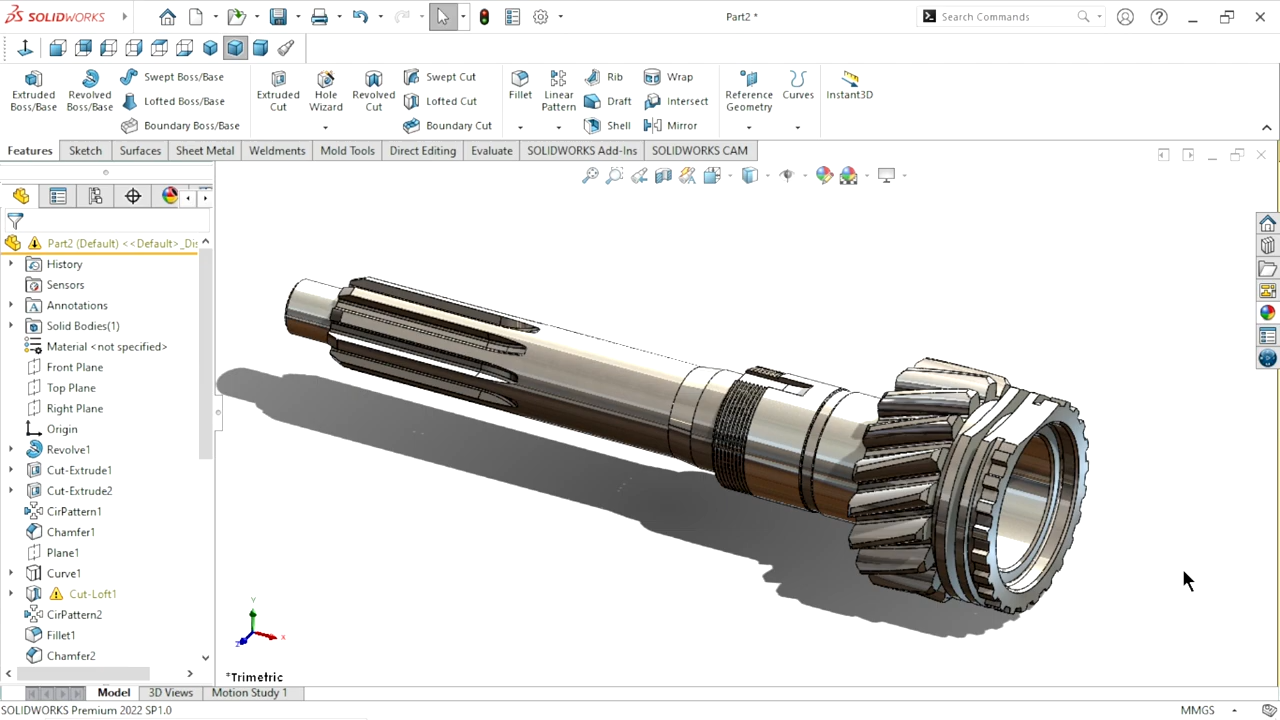 SOLIDWORKS
Part2 *
Search Commands
Extruded Boss/Base
Revolved Boss/Base
Swept Boss/Base
Lofted Boss/Base
Boundary Boss/Base
Extruded Cut
Hole Wizard
Revolved Cut
Swept Cut
Lofted Cut
Boundary Cut
Fillet
Linear Pattern
Rib
Draft
Shell
Wrap
Intersect
Mirror
Reference Geometry
Curves
Instant3D
Features Sketch Surfaces Sheet Metal Weldments Mold Tools Direct Editing Evaluate SOLIDWORKS Add-Ins SOLIDWORKS CAM
Part2 (Default) <<Default>_Dis
History
Sensors
Annotations
Solid Bodies(1)
Material <not specified>
Front Plane
Top Plane
Right Plane
Origin
Revolve1
Cut-Extrude1
Cut-Extrude2
CirPattern1
Chamfer1
Plane1
Curve1
Cut-Loft1
CirPattern2
Fillet1
Chamfer2
Y
X
Z
*Trimetric
Model 3D Views Motion Study 1
SOLIDWORKS Premium 2022 SP1.0
MMGS